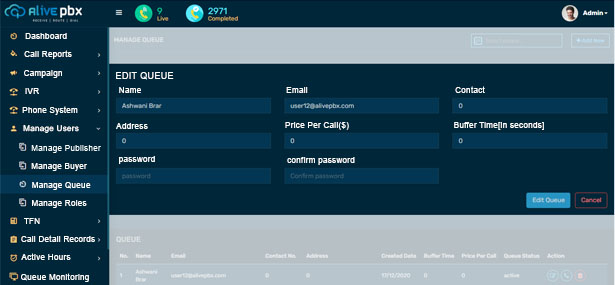 ALIVE pbx
RECEIVE | ROUTE | DIAL
9
Live
2971
Completed
Admin
Dashboard
Call Reports
Campaign
IVR
Phone System
Manage Users
Manage Publisher
Manage Buyer
Manage Queue
Manage Roles
TFN
Call Detail Records
Active Hours
Queue Monitoring
MANAGE QUEUE
+Add New
EDIT QUEUE
Name Email Contact
Ashwani Brar user12@alivepbx.com 0
Address Price Per Call($) Buffer Time[in seconds]
0 0 0
password confirm password
password Confirm password
Edit Queue Cancel
QUEUE
No. Name Email Contact No. Address Created Date Buffer Time Price Per Call Queue Status Action
1 Ashwani Brar user12@alivepbx.com 0 0 17/12/2020 0 0 active